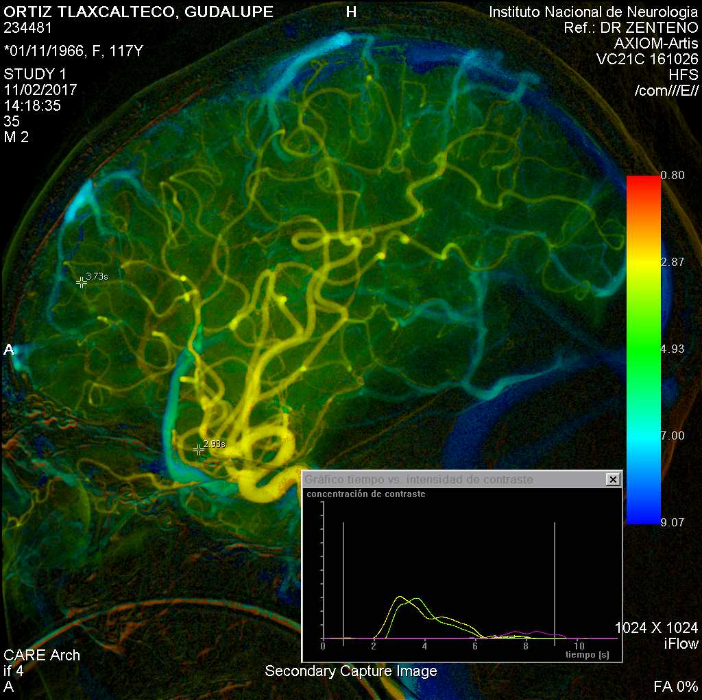 ORTIZ TLAXCALTECO, GUDALUPE
234481
*01/11/1966, F, 117Y
STUDY 1
11/02/2017
14:18:35
35
M 2
H
Instituto Nacional de Neurologia
Ref.: DR ZENTENO
AXIOM-Artis
VC21C 161026
HFS
/com///E//
0.80
2.87
4.93
7.00
9.07
3.73s
A
2.93s
Gráfico tiempo vs. intensidad de contraste
concentración de contraste
0 2 4 6 8 10
tiempo [s]
1024 X 1024
iFlow
CARE Arch
if 4
A
Secondary Capture Image
FA 0%